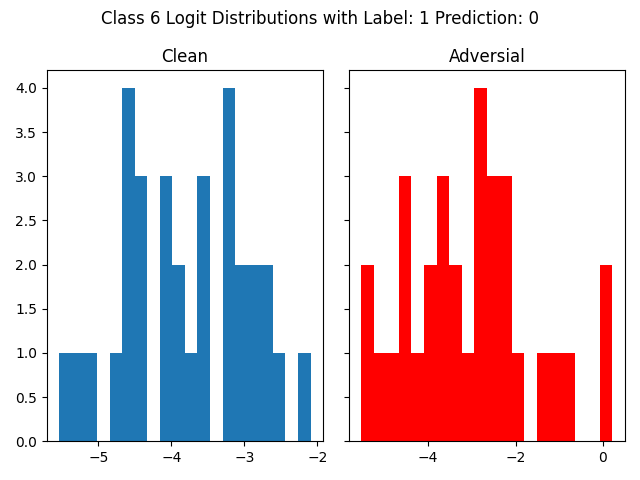 Class 6 Logit Distributions with Label: 1 Prediction: 0
Clean
Adversial
4.0
3.5
3.0
2.5
2.0
1.5
1.0
0.5
0.0
−5 −4 −3 −2
−4 −2 0